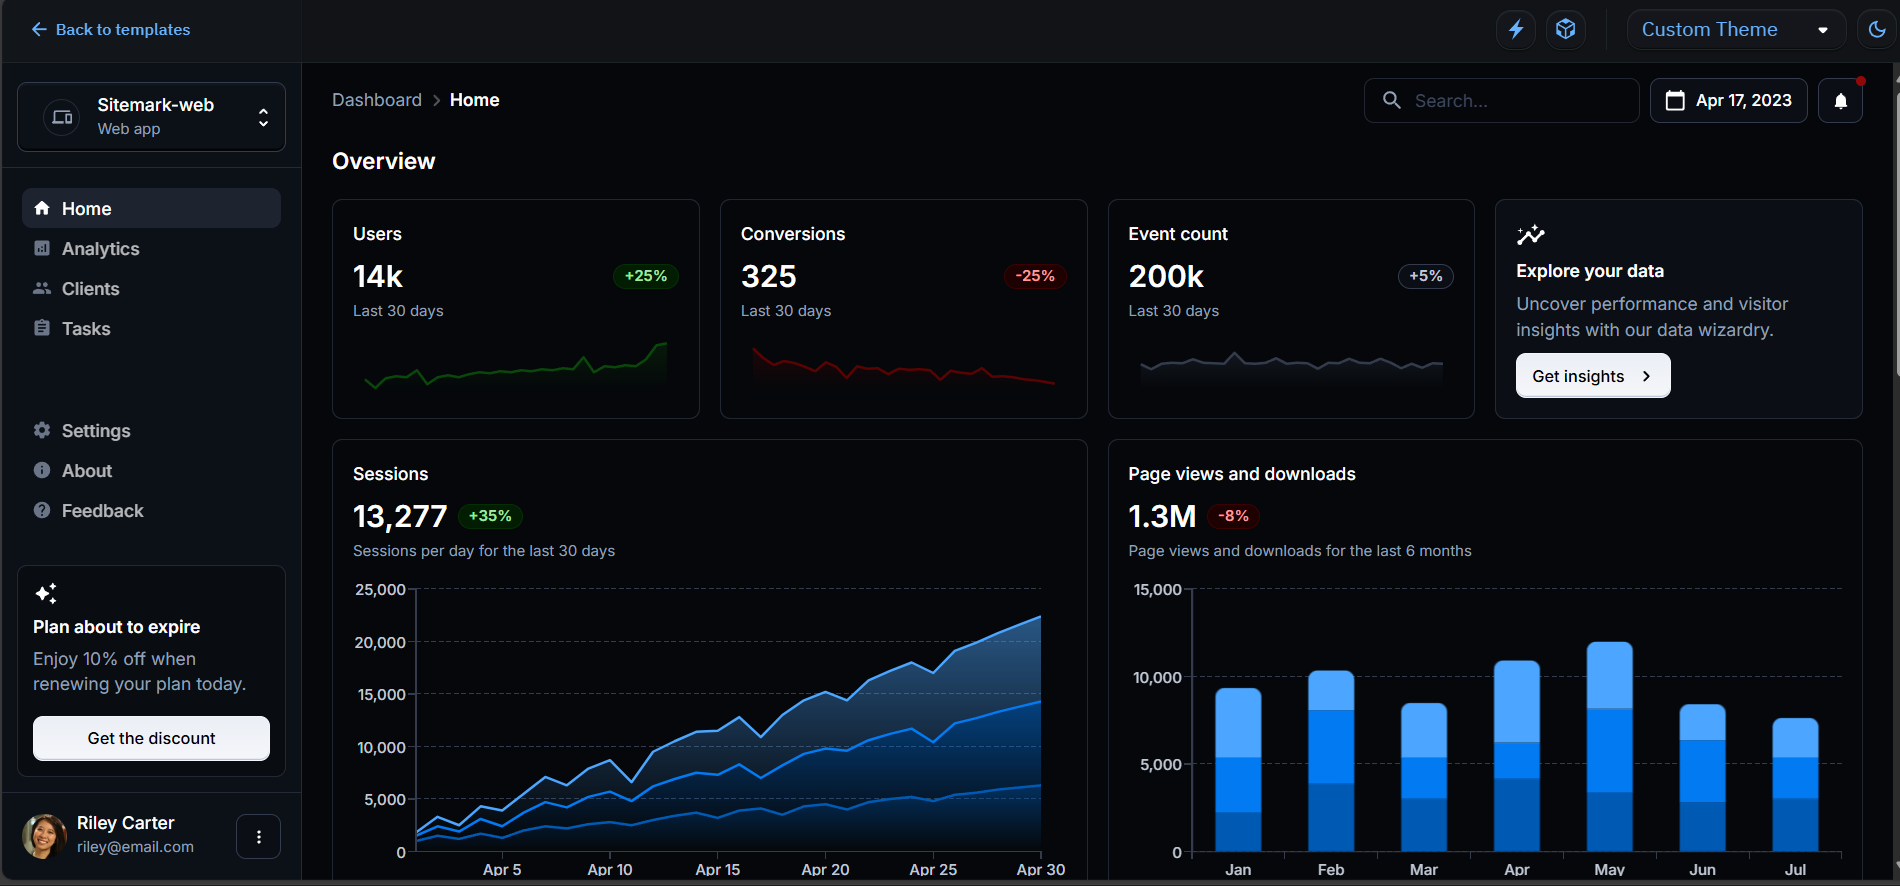 Back to templates
Custom Theme
Sitemark-web
Web app
Home
Analytics
Clients
Tasks
Settings
About
Feedback
Plan about to expire
Enjoy 10% off when
renewing your plan today.
Get the discount
Riley Carter
riley@email.com
Dashboard
Home
Search...
Apr 17, 2023
Overview
Users
14k
+25%
Last 30 days
Conversions
325
-25%
Last 30 days
Event count
200k
+5%
Last 30 days
Explore your data
Uncover performance and visitor
insights with our data wizardry.
Get insights
Sessions
13,277
+35%
Sessions per day for the last 30 days
25,000
20,000
15,000
10,000
5,000
0
Apr 5
Apr 10
Apr 15
Apr 20
Apr 25
Apr 30
Page views and downloads
1.3M
-8%
Page views and downloads for the last 6 months
15,000
10,000
5,000
0
Jan
Feb
Mar
Apr
May
Jun
Jul